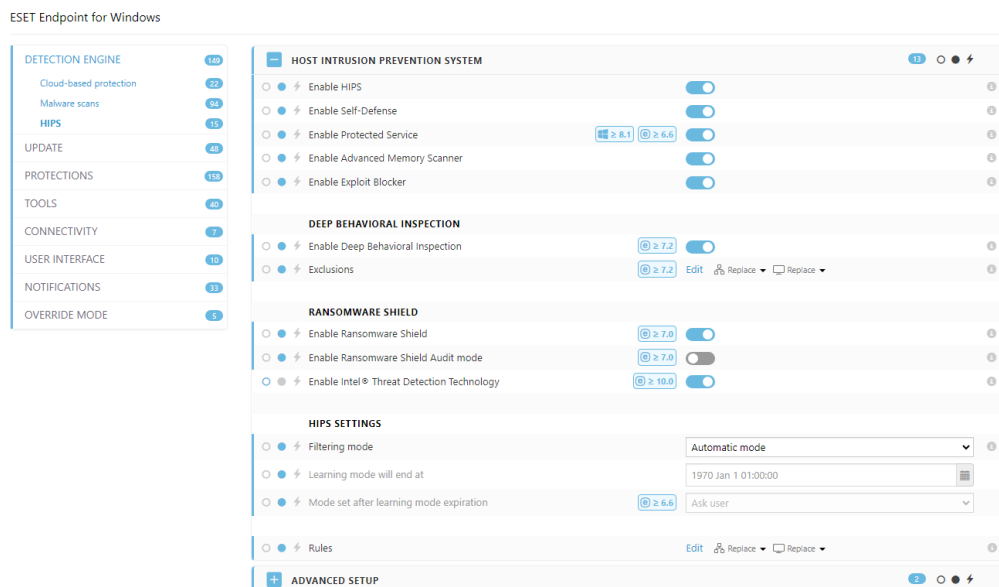 ESET Endpoint for Windows
DETECTION ENGINE 149
Cloud-based protection 22
Malware scans 94
HIPS 15
UPDATE 48
PROTECTIONS 158
TOOLS 40
CONNECTIVITY 7
USER INTERFACE 10
NOTIFICATIONS 33
OVERRIDE MODE 5
HOST INTRUSION PREVENTION SYSTEM 13
Enable HIPS
Enable Self-Defense
Enable Protected Service ≥ 8.1 ≥ 6.6
Enable Advanced Memory Scanner
Enable Exploit Blocker
DEEP BEHAVIORAL INSPECTION
Enable Deep Behavioral Inspection ≥ 7.2
Exclusions ≥ 7.2 Edit Replace Replace
RANSOMWARE SHIELD
Enable Ransomware Shield ≥ 7.0
Enable Ransomware Shield Audit mode ≥ 7.0
Enable Intel® Threat Detection Technology ≥ 10.0
HIPS SETTINGS
Filtering mode Automatic mode
Learning mode will end at 1970 Jan 1 01:00:00
Mode set after learning mode expiration ≥ 6.6 Ask user
Rules Edit Replace Replace
ADVANCED SETUP 2